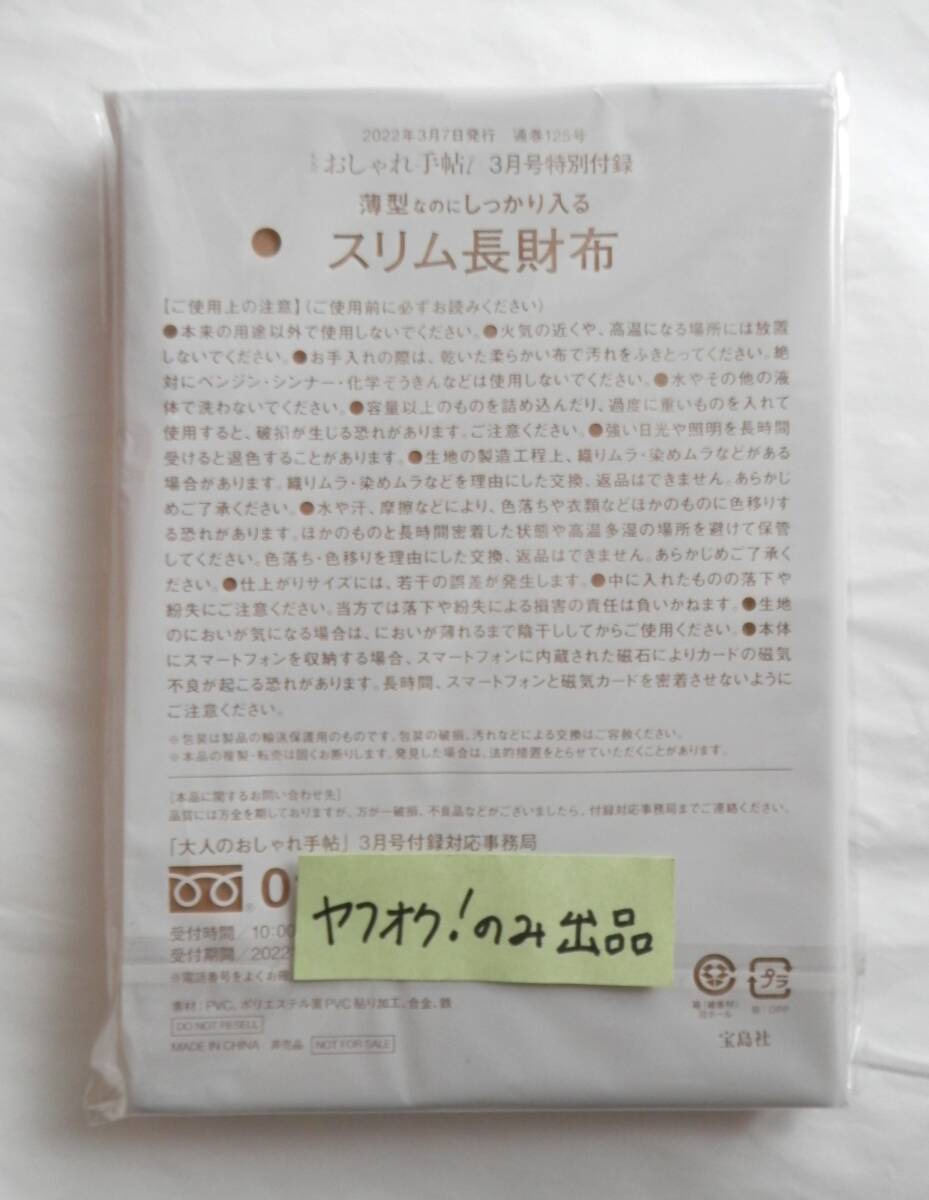 2022年3月7日発行　通巻125号
おしゃれ手帖! 3月号特別付録
薄型なのにしっかり入る
スリム長財布
【ご使用上の注意】(ご使用前に必ずお読みください)
●本来の用途以外で使用しないでください。●火気の近くや、高温になる場所には放置
しないでください。●お手入れの際は、乾いた柔らかい布で汚れをふきとってください。絶
対にベンジン・シンナー・化学ぞうきんなどは使用しないでください。●水やその他の液
体で洗わないてください。●容量以上のものを詰め込んだり、過度に重いものを入れて
使用すると、破損が生じる恐れがあります。ご注意ください。●強い日光や照明を長時間
受けると退色することがあります。●生地の製造工程上、織りムラ・染めムラなどがある
場合があります。織りムラ・染めムラなどを理由にした交換、返品はできません。あらかじ
めご了承ください。●水や汗、摩擦などにより、色落ちや衣類などほかのものに色移りす
る恐れがあります。ほかのものと長時間密着した状態や高温多湿の場所を避けて保管
してください。色落ち・色移りを理由にした交換、返品はできません。あらかじめご了承く
ださい。●仕上がりサイズには、若干の誤差が発生します。●中に入れたものの落下や
紛失にご注意ください。当方では落下や紛失による損害の責任は負いかねます。●生地
のにおいが気になる場合は、においが薄れるまで陰干ししてからご使用ください。●本体
にスマートフォンを収納する場合、スマートフォンに内蔵された磁石によりカードの磁気
不良が起こる恐れがあります。長時間、スマートフォンと磁気カードを密着させないように
ご注意ください。
※包装は製品の輸送保護用のものです。包装の破損、汚れなどによる交換はご容赦ください。
※本品の複製・転売は固くお断りします。発見した場合は、法的措置をとらせていただくことがあります。
[本品に関するお問い合わせ先]
品質には万全を期しておりますが、万が一破損、不良品などがございましたら、付録対応事務局までご連絡ください。
「大人のおしゃれ手帖」3月号付録対応事務局
0
ヤフオク!のみ出品
受付時間/10:00
受付期間/2022
※電話番号をよくお確
素材:PVC、ポリエステル裏PVC貼り加工、合金、鉄
DO NOT RESELL
MADE IN CHINA 非売品 NOT FOR SALE
プラ
箱(緩衝材):段ボール
袋:OPP
宝島社